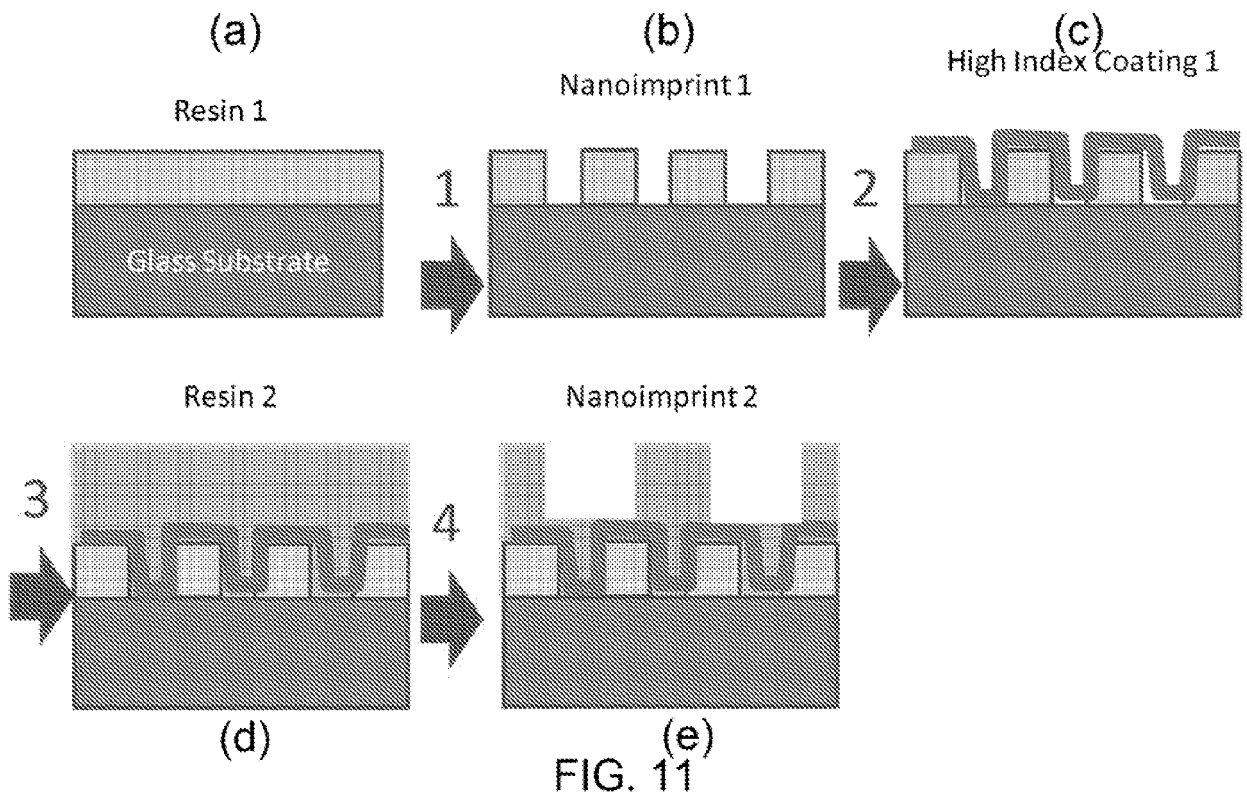 (a)
Resin 1
Glass Substrate
1
(b)
Nanoimprint 1
2
(c)
High Index Coating 1
3
Resin 2
(d)
4
Nanoimprint 2
(e)
FIG. 11